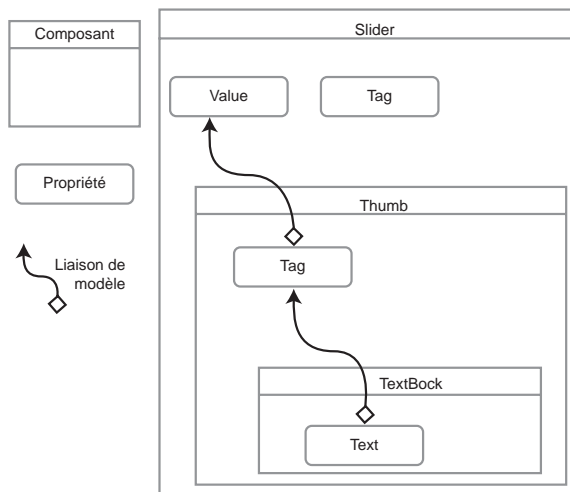 Composant
Propriété
Liaison de
modèle
Slider
Value
Tag
Thumb
Tag
TextBock
Text